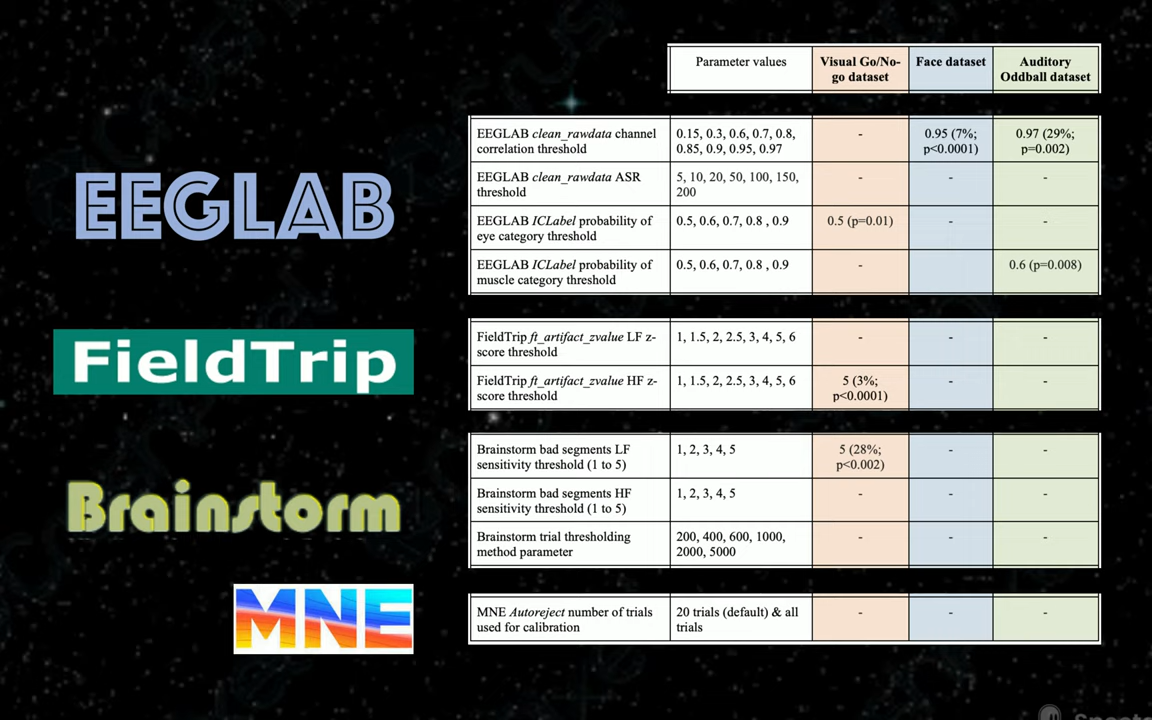 Parameter values
Visual Go/No-
go dataset
Face dataset
Auditory
Oddball dataset
EEGLAB
EEGLAB clean_rawdata channel
correlation threshold
0.15, 0.3, 0.6, 0.7, 0.8,
0.85, 0.9, 0.95, 0.97
-
0.95 (7%;
p<0.0001)
0.97 (29%;
p=0.002)
EEGLAB clean_rawdata ASR
threshold
5, 10, 20, 50, 100, 150,
200
-
-
-
EEGLAB ICLabel probability of
eye category threshold
0.5, 0.6, 0.7, 0.8 , 0.9
0.5 (p=0.01)
-
-
EEGLAB ICLabel probability of
muscle category threshold
0.5, 0.6, 0.7, 0.8 , 0.9
-
0.6 (p=0.008)
FieldTrip
FieldTrip ft_artifact_zvalue LF z-
score threshold
1, 1.5, 2, 2.5, 3, 4, 5, 6
-
-
-
FieldTrip ft_artifact_zvalue HF z-
score threshold
1, 1.5, 2, 2.5, 3, 4, 5, 6
5 (3%;
p<0.0001)
-
-
Brainstorm
Brainstorm bad segments LF
sensitivity threshold (1 to 5)
1, 2, 3, 4, 5
5 (28%;
p<0.002)
-
-
Brainstorm bad segments HF
sensitivity threshold (1 to 5)
1, 2, 3, 4, 5
-
-
-
Brainstorm trial thresholding
method parameter
200, 400, 600, 1000,
2000, 5000
-
-
-
MNE
MNE Autoreject number of trials
used for calibration
20 trials (default) & all
trials
-
-
-